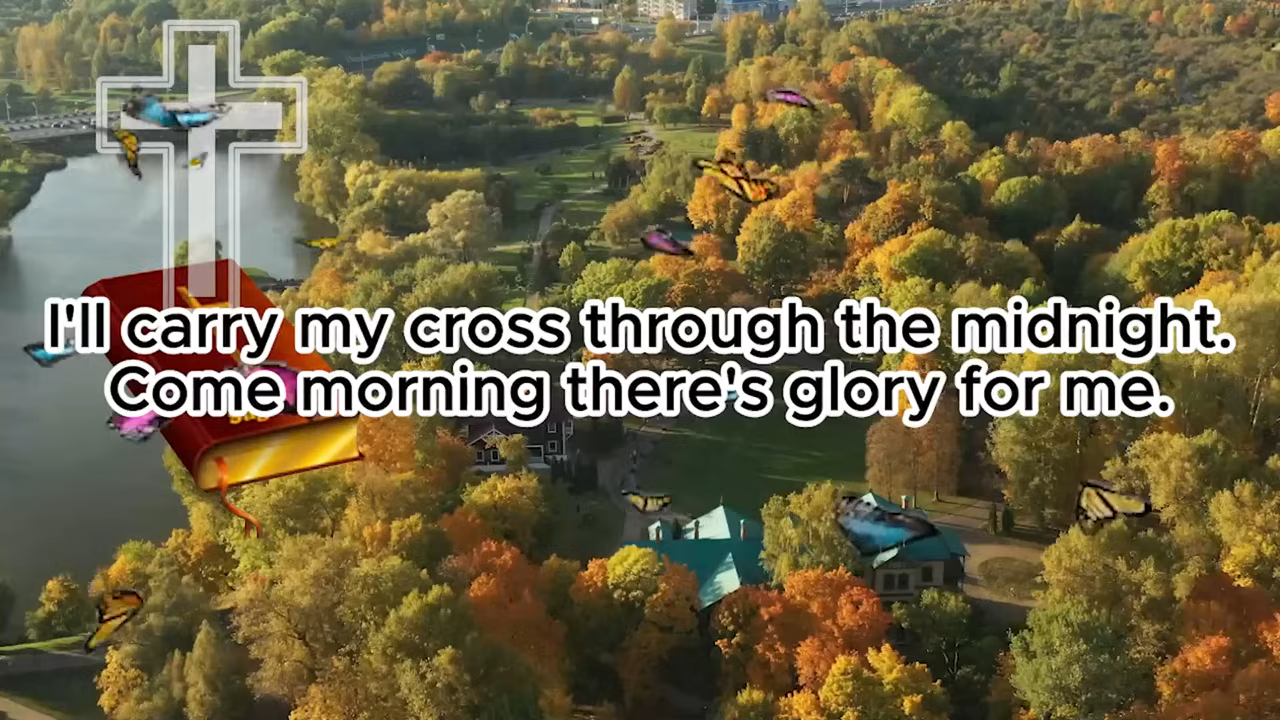 I'll carry my cross through the midnight.
Come morning there's glory for me.